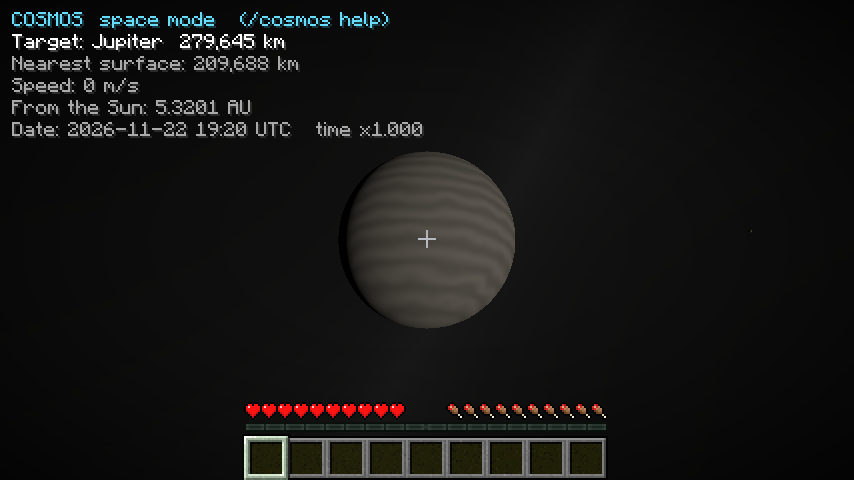 COSMOS space mode (/cosmos help)
Target: Jupiter 279,645 km
Nearest surface: 209,688 km
Speed: 0 m/s
From the Sun: 5.3201 AU
Date: 2026-11-22 19:20 UTC time x1.000